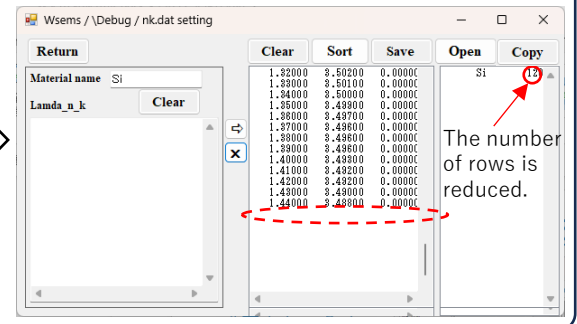 Wsems / \Debug / nk.dat setting
Return
Clear Sort Save
Open Copy
Material name Si
Lamda_n_k Clear
1.32000 3.50200 0.0000(
1.33000 3.50100 0.0000(
1.34000 3.50000 0.0000(
1.35000 3.49900 0.0000(
1.36000 3.49700 0.0000(
1.37000 3.49600 0.0000(
1.38000 3.49600 0.0000(
1.39000 3.49600 0.0000(
1.40000 3.49300 0.0000(
1.41000 3.49200 0.0000(
1.42000 3.49000 0.0000(
1.43000 3.49000 0.0000(
1.44000 3.48800 0.0000(
Si
The number
of rows is
reduced.